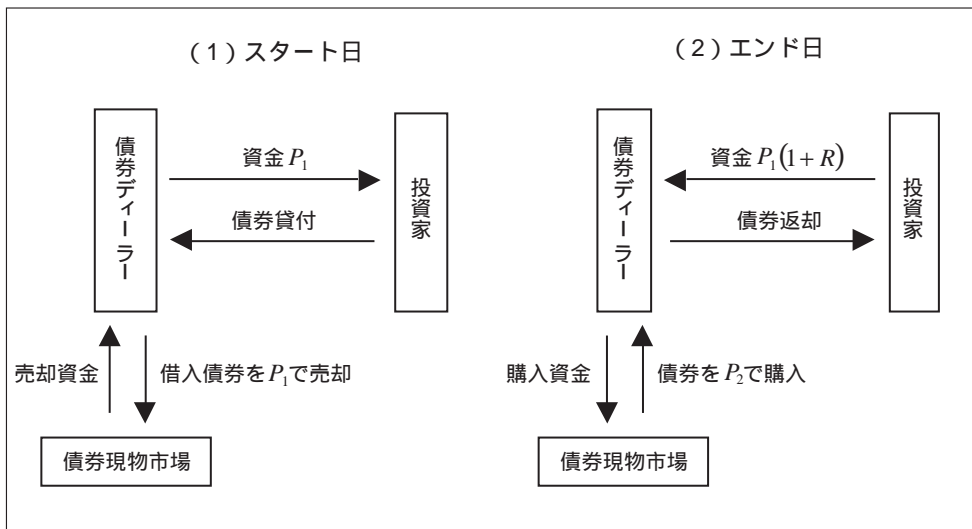 （1）スタート日
債券ディーラー
資金 P₁
債券貸付
投資家
売却資金
借入債券をP₁で売却
債券現物市場
（2）エンド日
債券ディーラー
資金 P₁(1+R)
債券返却
投資家
購入資金
債券をP₂で購入
債券現物市場